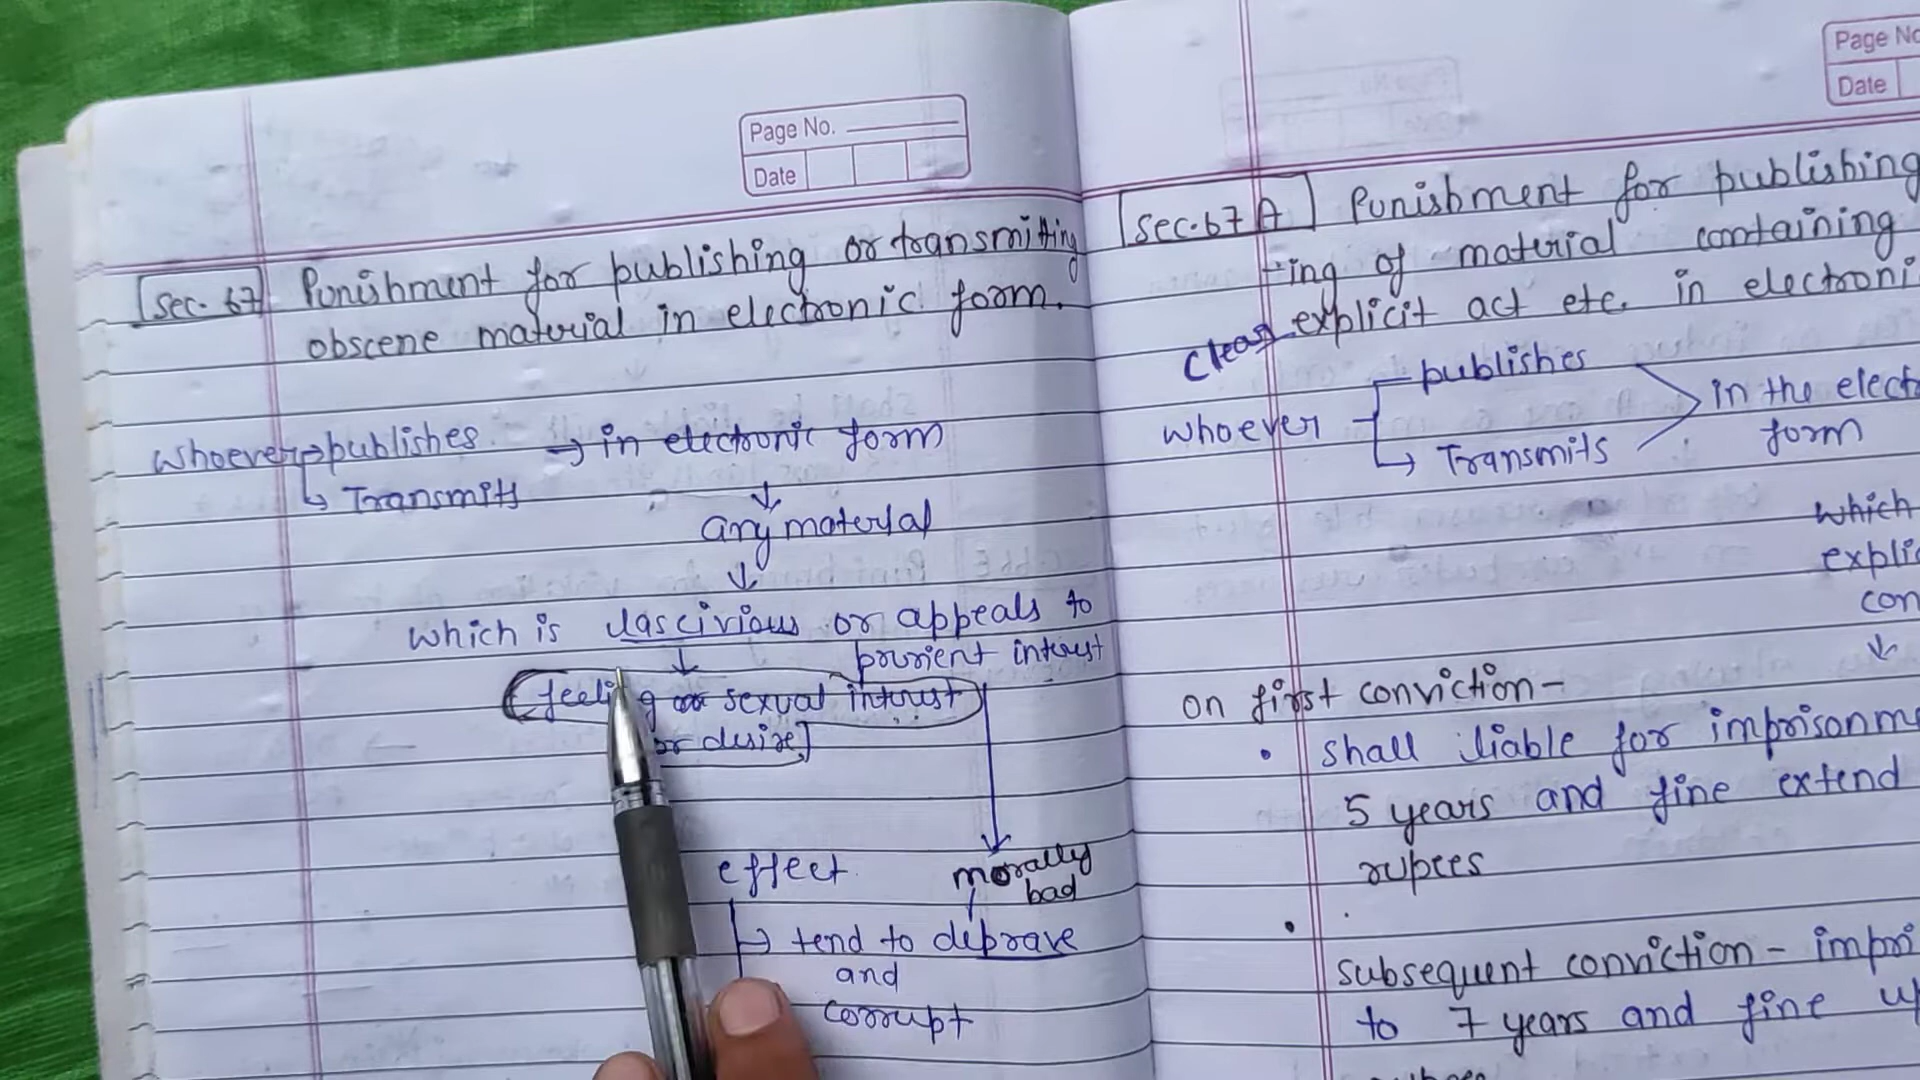 Page No.
Date
Sec. 67 Punishment for publishing or transmitting
obscene material in electronic form.
Whoever publishes → in electronic form
↳ Transmits
↓
any material
↓
which is lascivious or appeals to
prurient interest
↓
(feeling or sexual interest
or desire]
effect
morally
bad
→ tend to deprave
and
corrupt
Page No
Date
Sec. 67 A Punishment for publishing
-ing of material containing
explicit act etc. in electroni
Clear
Whoever publishes
↳ Transmits
in the elect
form
which
expli
con
↓
on first conviction-
• shall liable for imprisonme
5 years and fine extend
rupees
•
subsequent conviction - impri
to 7 years and fine u